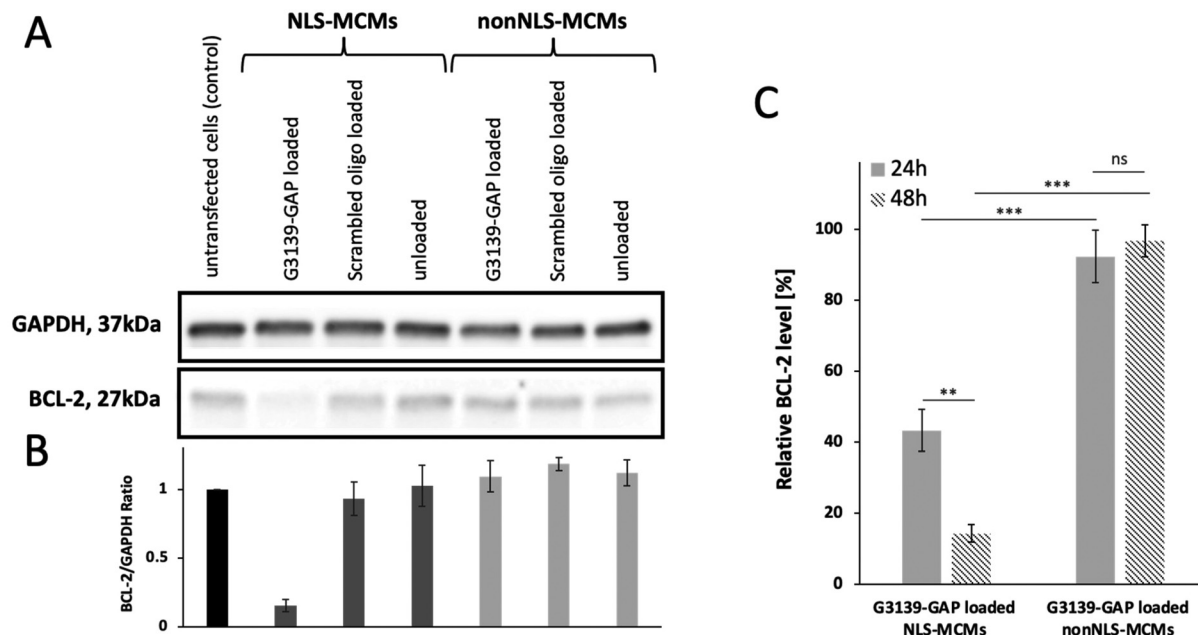 A
NLS-MCMs
nonNLS-MCMs
untransfected cells (control)
G3139-GAP loaded
Scrambled oligo loaded
unloaded
G3139-GAP loaded
Scrambled oligo loaded
unloaded
GAPDH, 37kDa
BCL-2, 27kDa
B
BCL-2/GAPDH Ratio
1
0.5
0
C
24h
48h
ns
***
***
**
Relative BCL-2 level [%]
100
80
60
40
20
0
G3139-GAP loaded
NLS-MCMs
G3139-GAP loaded
nonNLS-MCMs